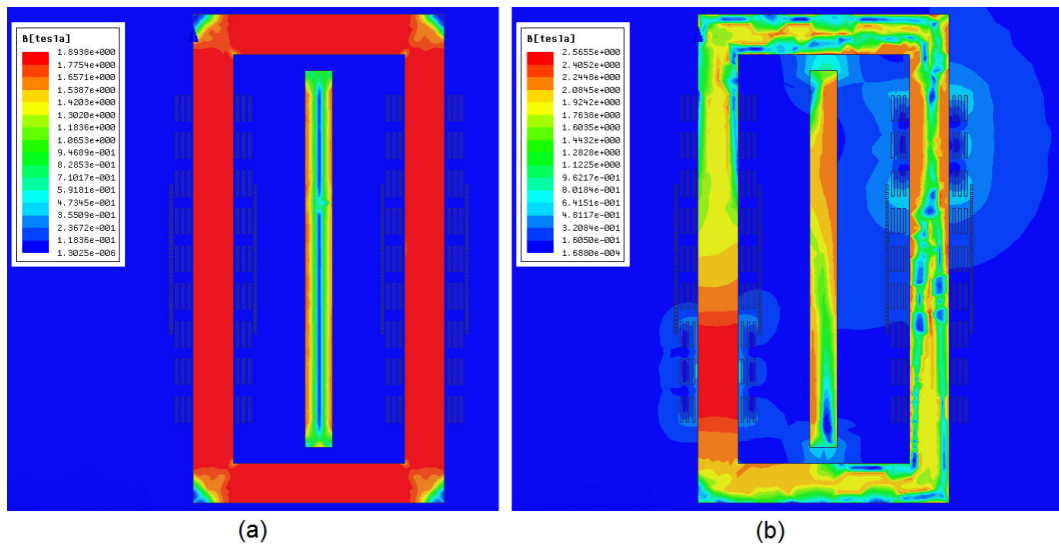 B[tesla]
1.8938e+000
1.7754e+000
1.6571e+000
1.5387e+000
1.4203e+000
1.3020e+000
1.1836e+000
1.0653e+000
9.4689e-001
8.2853e-001
7.1017e-001
5.9181e-001
4.7345e-001
3.5509e-001
2.3672e-001
1.1836e-001
1.3025e-006
B[tesla]
2.5655e+000
2.4052e+000
2.2448e+000
2.0845e+000
1.9242e+000
1.7638e+000
1.6035e+000
1.4432e+000
1.2828e+000
1.1225e+000
9.6217e-001
8.0184e-001
6.4151e-001
4.8117e-001
3.2084e-001
1.6050e-001
1.6880e-004
(a)
(b)